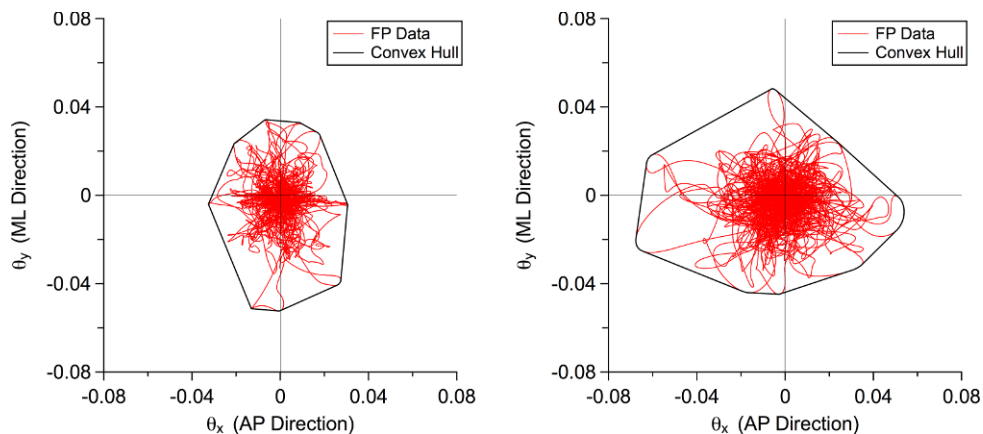 0.08
0.04
0
-0.04
-0.08
θy (ML Direction)
-0.08
-0.04
0
0.04
0.08
θx (AP Direction)
FP Data
Convex Hull
0.08
0.04
0
-0.04
-0.08
θy (ML Direction)
-0.08
-0.04
0
0.04
0.08
θx (AP Direction)
FP Data
Convex Hull